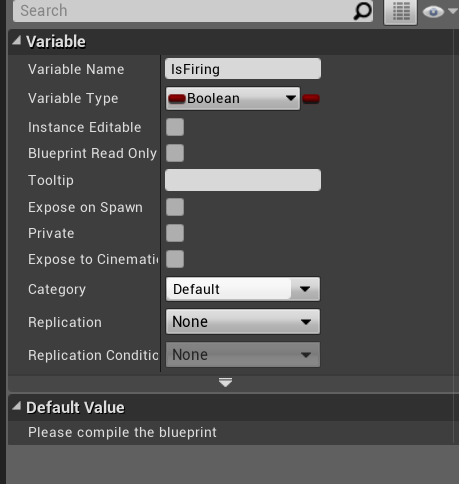 Search
Variable
Variable Name IsFiring
Variable Type Boolean
Instance Editable
Blueprint Read Only
Tooltip
Expose on Spawn
Private
Expose to Cinematic
Category Default
Replication None
Replication Conditio None
Default Value
Please compile the blueprint